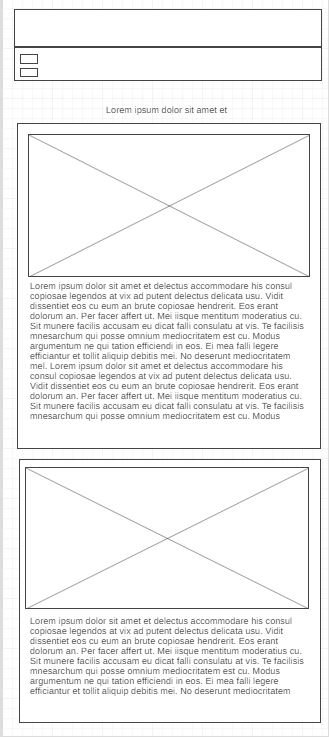 Lorem ipsum dolor sit amet et
Lorem ipsum dolor sit amet et delectus accommodare his consul
copiosae legendos at vix ad putent delectus delicata usu. Vidit
dissentiet eos cu eum an brute copiosae hendrerit. Eos erant
dolorum an. Per facer affert ut. Mei iisque mentitum moderatius cu.
Sit munere facilis accusam eu dicat falli consulatu at vis. Te facilisis
mnesarchum qui posse omnium mediocritatem est cu. Modus
argumentum ne qui tation efficiendi in eos. Ei mea falli legere
efficiantur et tollit aliquip debitis mei. No deserunt mediocritatem
mel. Lorem ipsum dolor sit amet et delectus accommodare his
consul copiosae legendos at vix ad putent delectus delicata usu.
Vidit dissentiet eos cu eum an brute copiosae hendrerit. Eos erant
dolorum an. Per facer affert ut. Mei iisque mentitum moderatius cu.
Sit munere facilis accusam eu dicat falli consulatu at vis. Te facilisis
mnesarchum qui posse omnium mediocritatem est cu. Modus
Lorem ipsum dolor sit amet et delectus accommodare his consul
copiosae legendos at vix ad putent delectus delicata usu. Vidit
dissentiet eos cu eum an brute copiosae hendrerit. Eos erant
dolorum an. Per facer affert ut. Mei iisque mentitum moderatius cu.
Sit munere facilis accusam eu dicat falli consulatu at vis. Te facilisis
mnesarchum qui posse omnium mediocritatem est cu. Modus
argumentum ne qui tation efficiendi in eos. Ei mea falli legere
efficiantur et tollit aliquip debitis mei. No deserunt mediocritatem